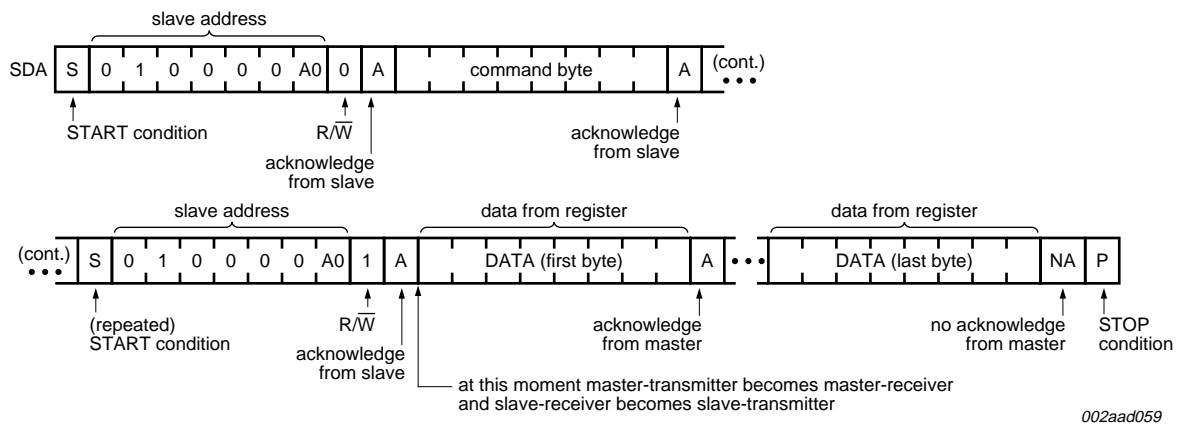 slave address
SDA S 0 1 0 0 0 0 A0 0 A command byte A (cont.)
START condition R/W̅ acknowledge from slave acknowledge from slave
slave address data from register data from register
(cont.) S 0 1 0 0 0 0 A0 1 A DATA (first byte) A DATA (last byte) NA P
(repeated) START condition R/W̅ acknowledge from slave acknowledge from master no acknowledge from master STOP condition
at this moment master-transmitter becomes master-receiver
and slave-receiver becomes slave-transmitter
002aad059